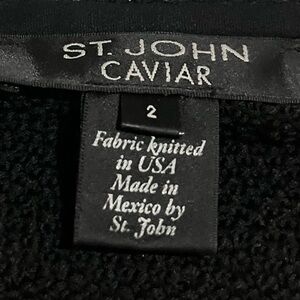 ST. JOHN
CAVIAR
2
Fabric knitted
in USA
Made in
Mexico by
St. John